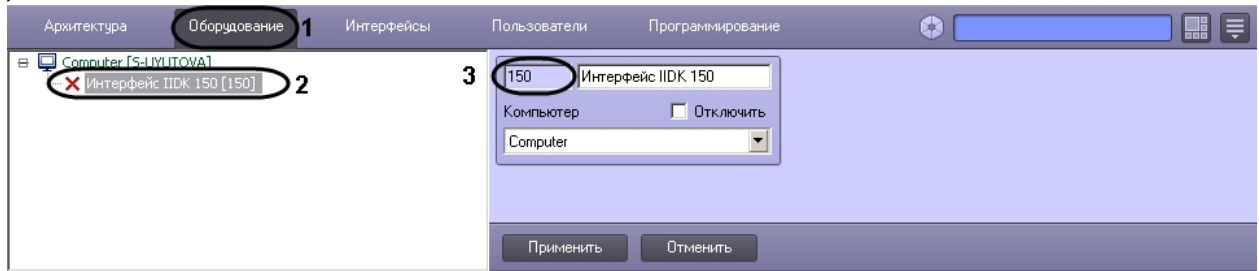 Архитектура Оборудование 1 Интерфейсы Пользователи Программирование
Computer [S-UYUTOVA]
Интерфейс IIDK 150 [150] 2
3 150 Интерфейс IIDK 150
Компьютер Отключить
Computer
Применить Отменить